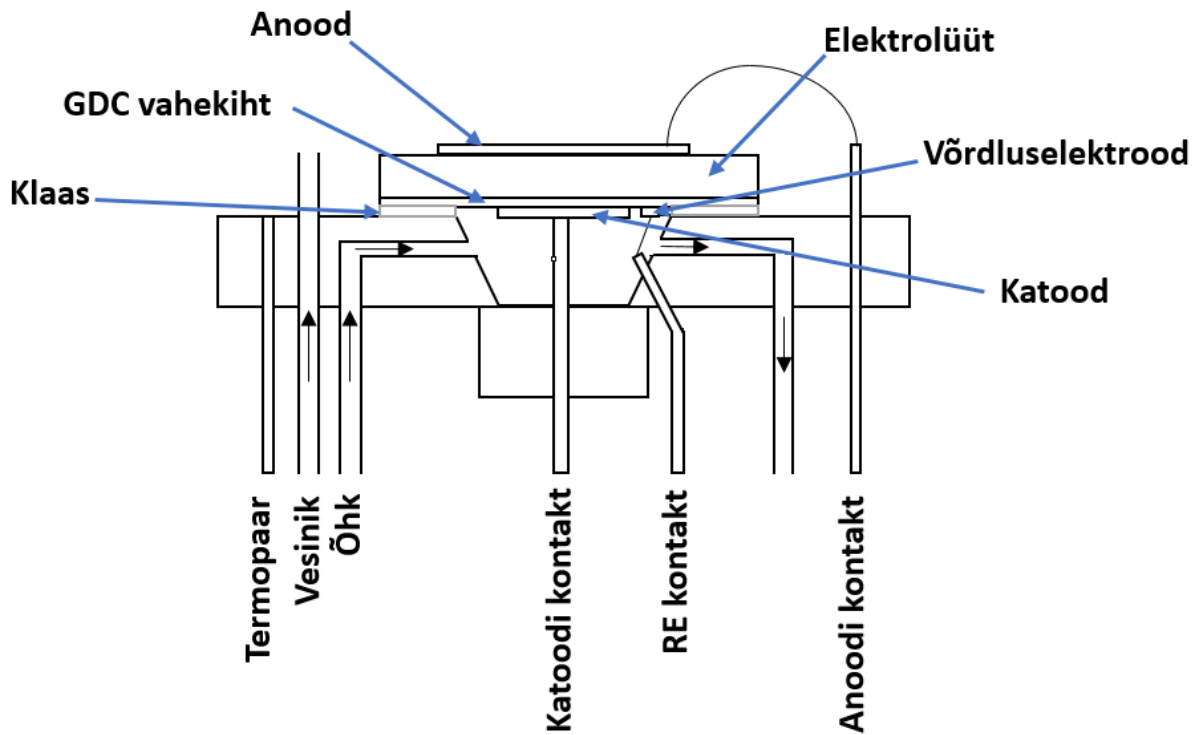 Anood
Elektrolüüt
GDC vahekiht
Võrdluselektrood
Klaas
Katood
Termopaar
Vesinik
Õhk
Katoodi kontakt
RE kontakt
Anoodi kontakt